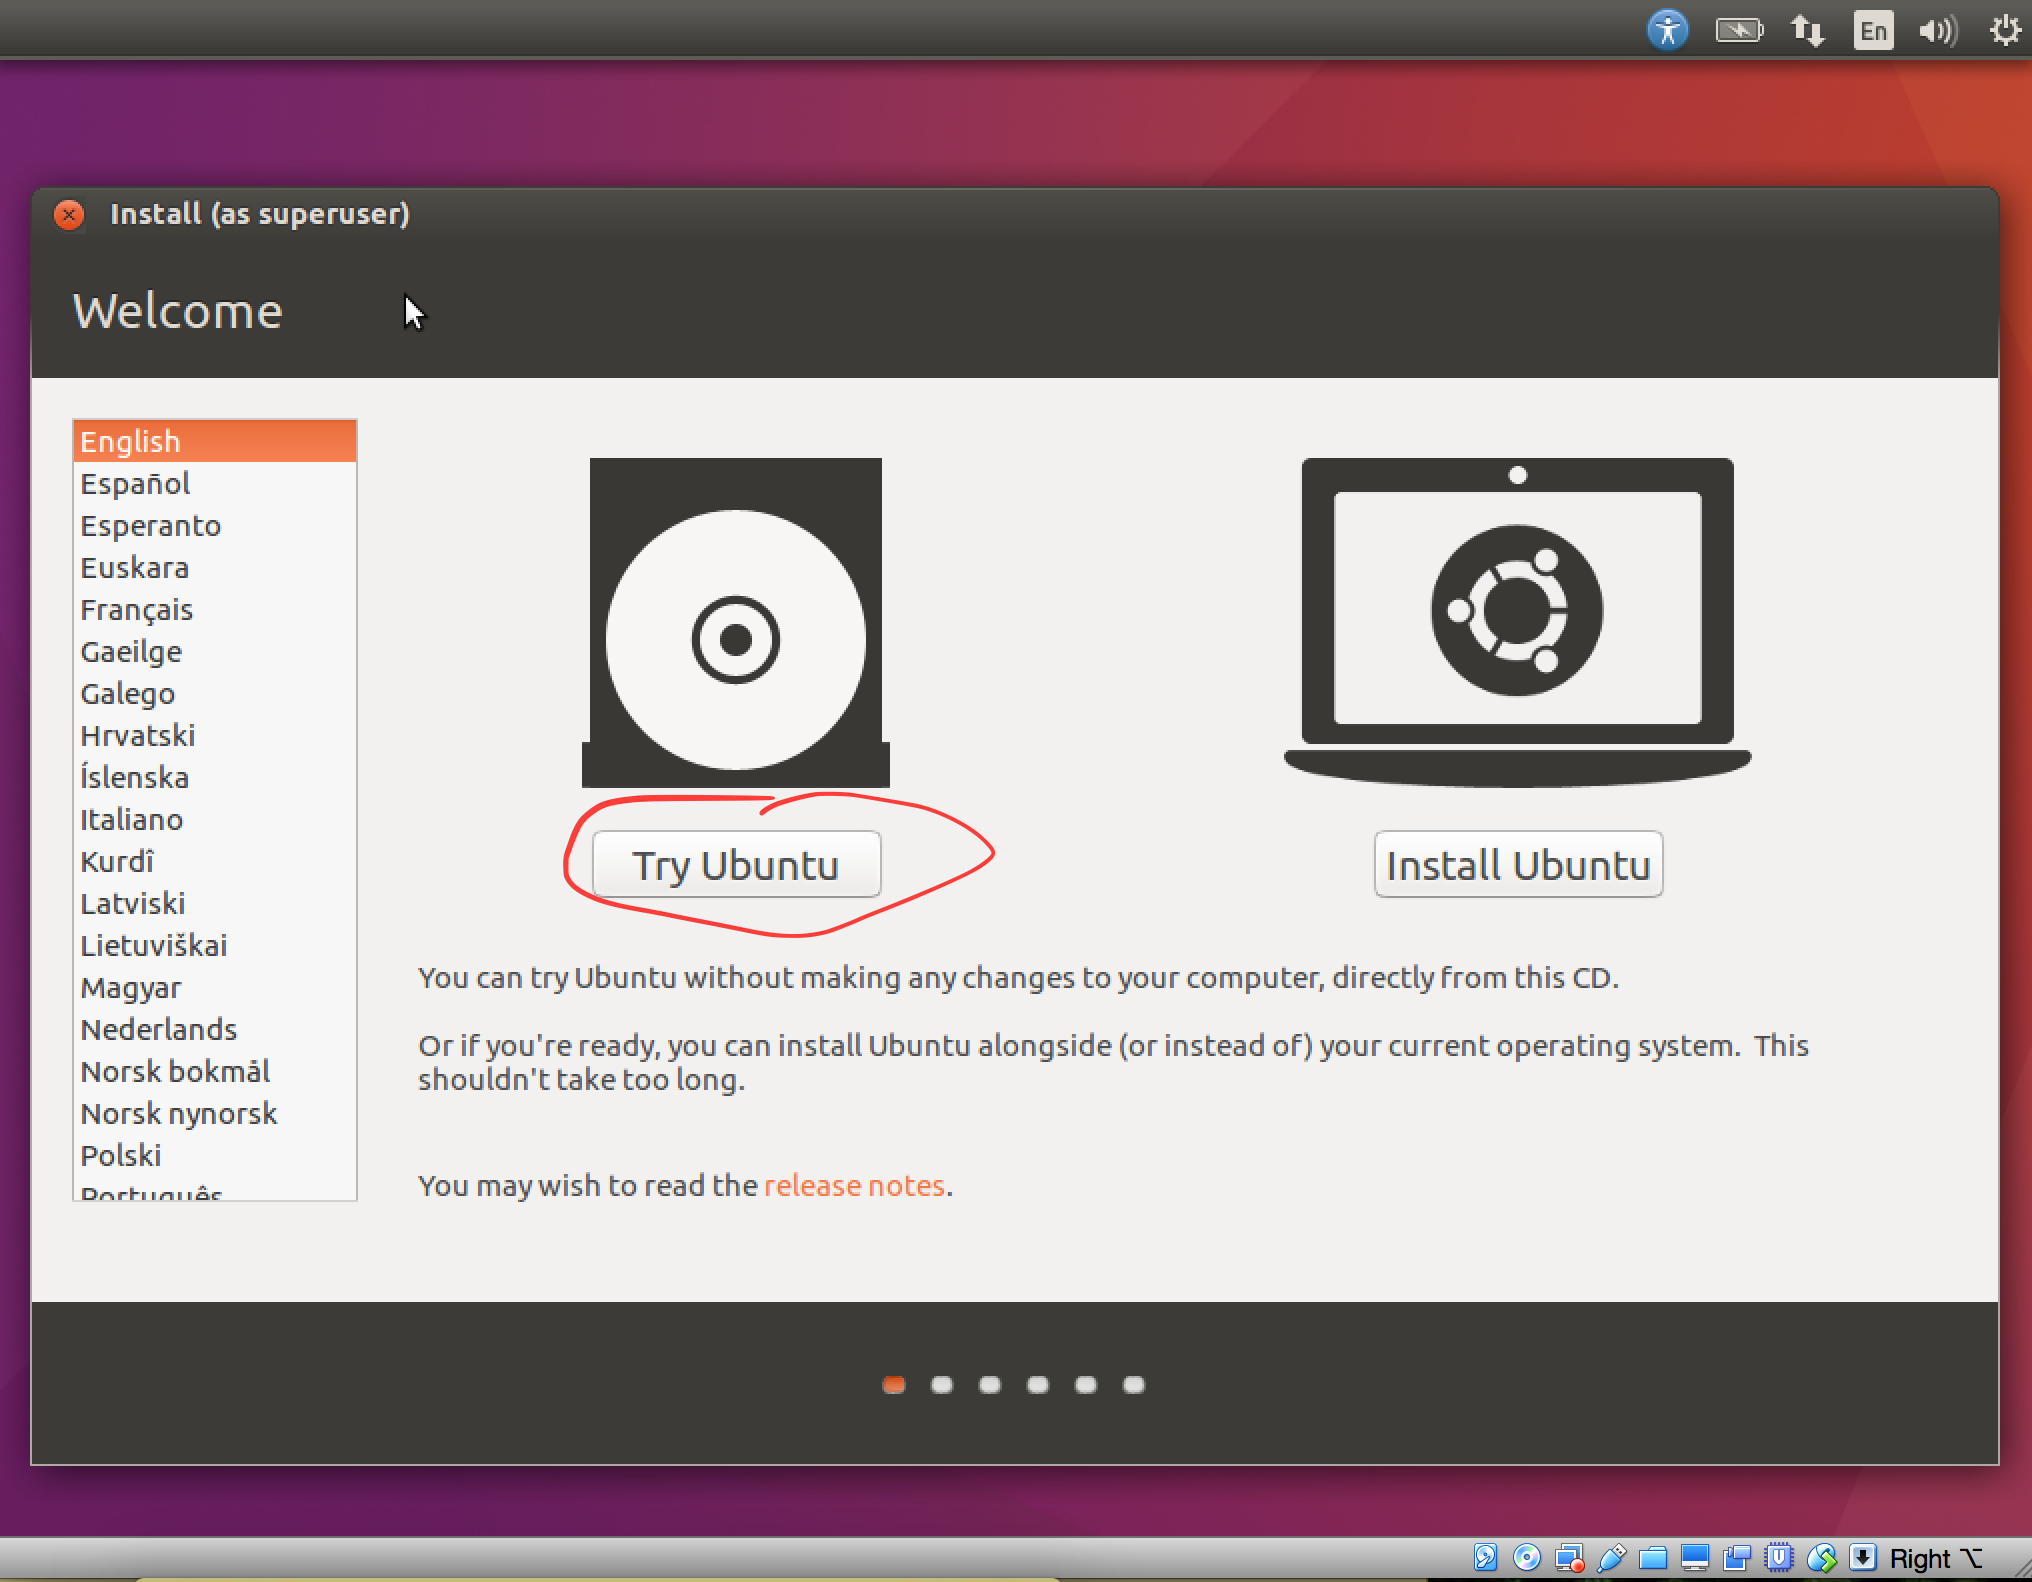 En
Install (as superuser)
Welcome
English
Español
Esperanto
Euskara
Français
Gaeilge
Galego
Hrvatski
Íslenska
Italiano
Kurdî
Latviski
Lietuviškai
Magyar
Nederlands
Norsk bokmål
Norsk nynorsk
Polski
Português
Try Ubuntu
Install Ubuntu
You can try Ubuntu without making any changes to your computer, directly from this CD.
Or if you're ready, you can install Ubuntu alongside (or instead of) your current operating system. This
shouldn't take too long.
You may wish to read the release notes.
Right ⌥